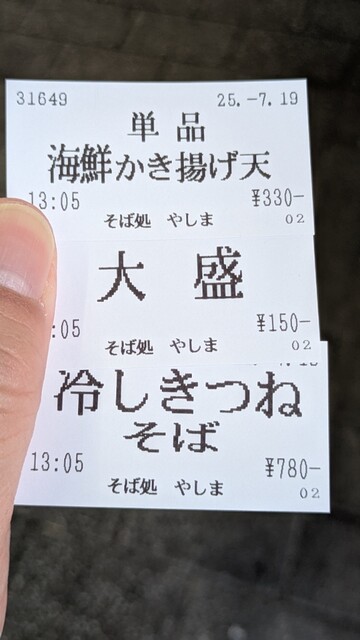 31649 25.-7.19
単品
海鮮かき揚げ天
13:05 ¥330-
そば処 やしま 02
大盛
:05 ¥150-
そば処 やしま 02
冷しきつね
そば
13:05 ¥780-
そば処 やしま 02